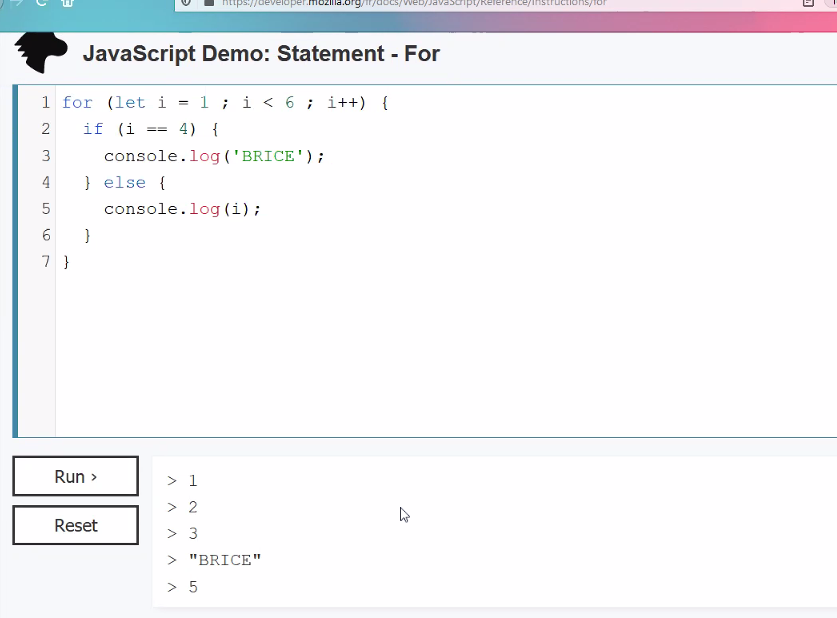 https://developer.mozilla.org/fr/docs/Web/JavaScript/Reference/Instructions/for
JavaScript Demo: Statement - For
1 for (let i = 1 ; i < 6 ; i++) {
2   if (i == 4) {
3     console.log('BRICE');
4   } else {
5     console.log(i);
6   }
7 }
Run ›
Reset
> 1
> 2
> 3
> "BRICE"
> 5